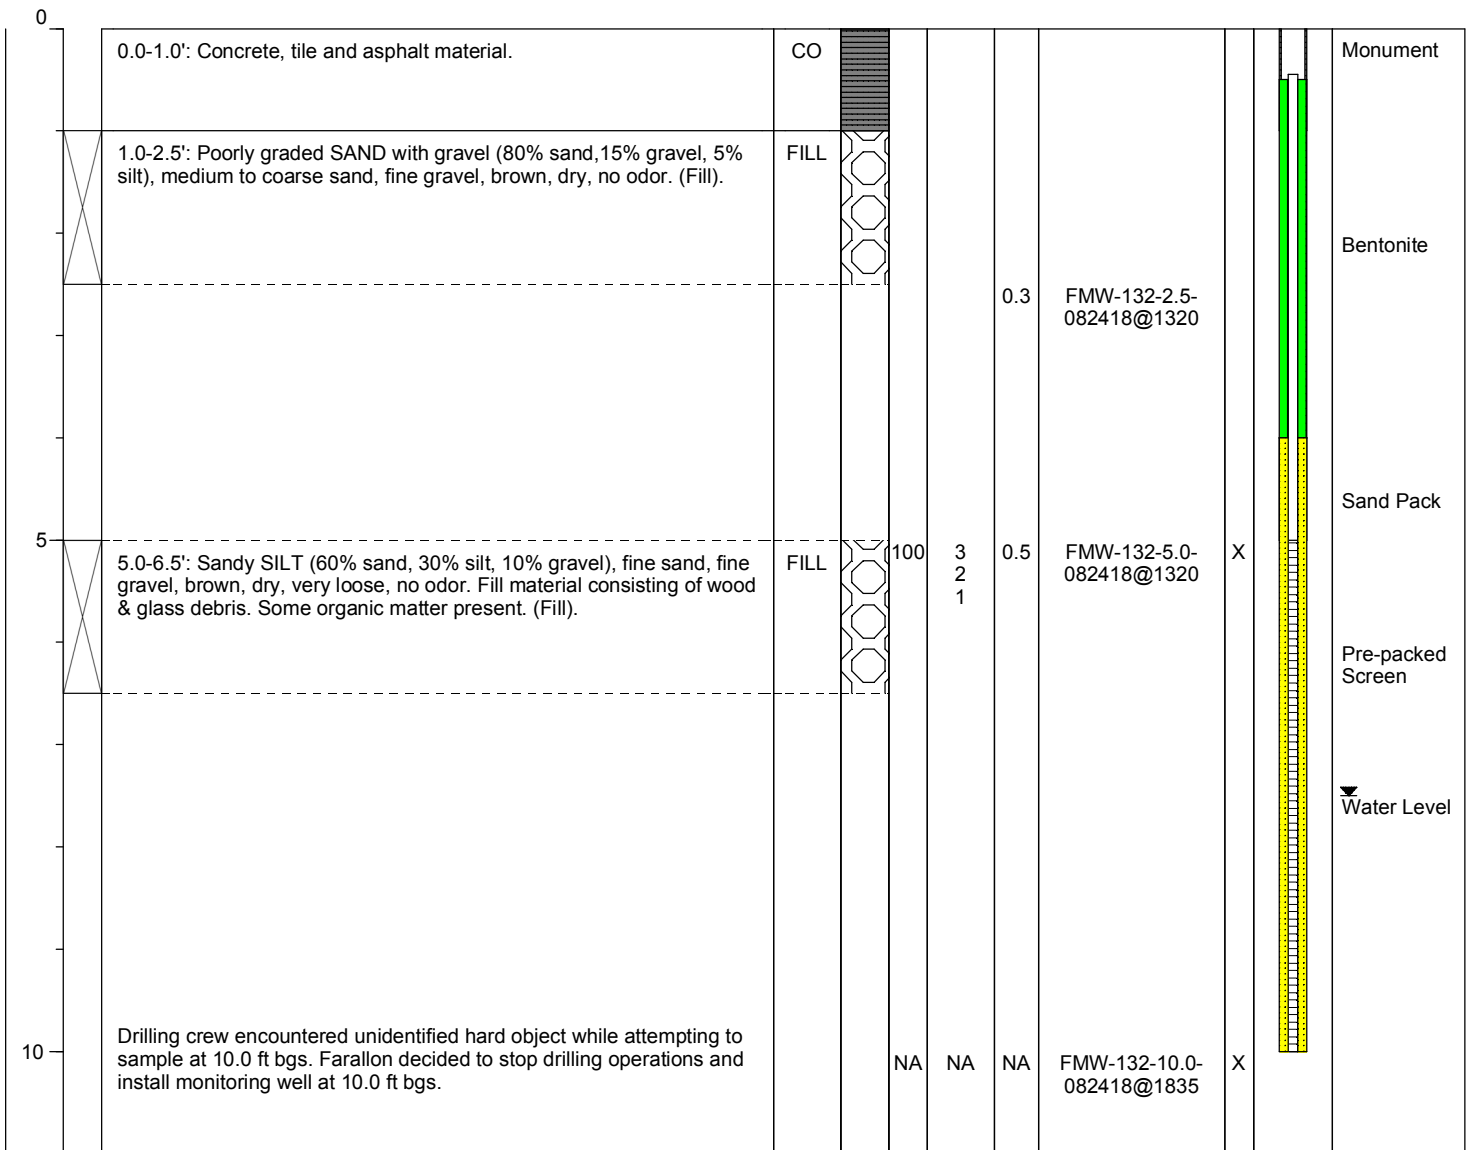 0
0.0-1.0': Concrete, tile and asphalt material.
CO
Monument
1.0-2.5': Poorly graded SAND with gravel (80% sand,15% gravel, 5%
silt), medium to coarse sand, fine gravel, brown, dry, no odor. (Fill).
FILL
Bentonite
0.3
FMW-132-2.5-
082418@1320
Sand Pack
5
5.0-6.5': Sandy SILT (60% sand, 30% silt, 10% gravel), fine sand, fine
gravel, brown, dry, very loose, no odor. Fill material consisting of wood
& glass debris. Some organic matter present. (Fill).
FILL
100
3
2
1
0.5
FMW-132-5.0-
082418@1320
X
Pre-packed
Screen
Water Level
10
Drilling crew encountered unidentified hard object while attempting to
sample at 10.0 ft bgs. Farallon decided to stop drilling operations and
install monitoring well at 10.0 ft bgs.
NA
NA
NA
FMW-132-10.0-
082418@1835
X